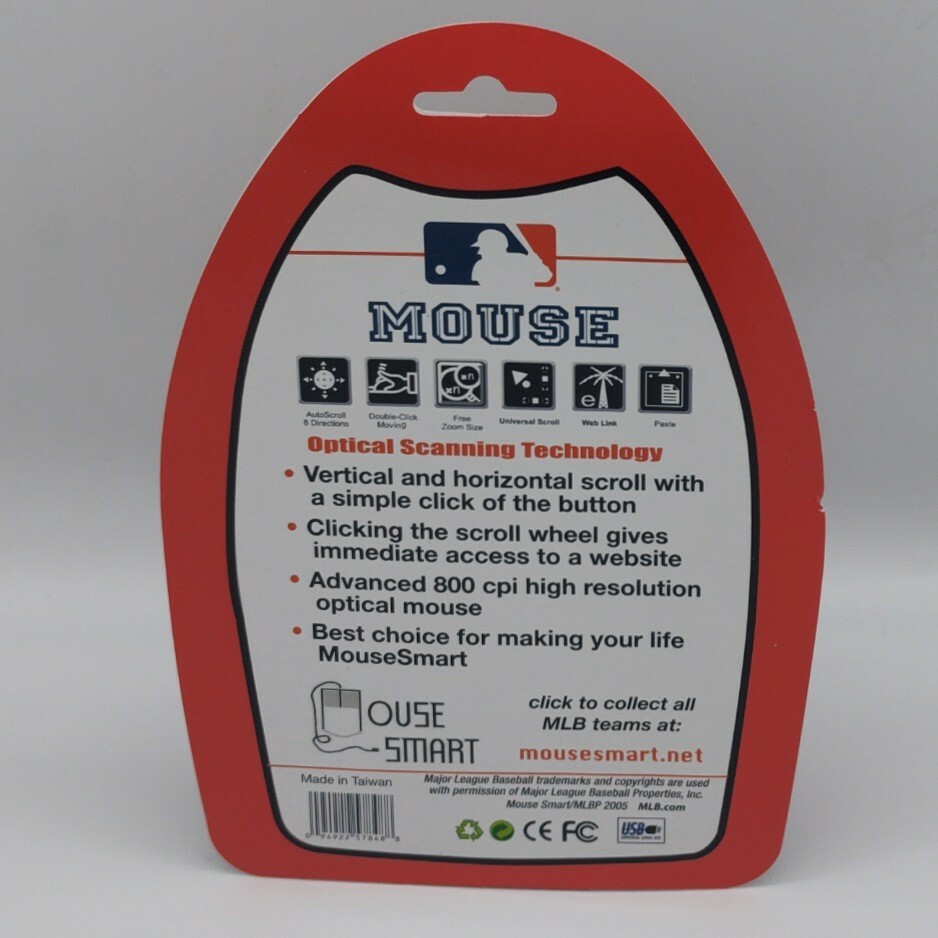 MOUSE
AutoScroll
6 Directions
Double-Click
Moving
Free
Zoom Size
Universal Scroll
Web Link
Paste
Optical Scanning Technology
• Vertical and horizontal scroll with
a simple click of the button
• Clicking the scroll wheel gives
immediate access to a website
• Advanced 800 cpi high resolution
optical mouse
• Best choice for making your life
MouseSmart
MOUSE
SMART
click to collect all
MLB teams at:
mousesmart.net
Made in Taiwan
Major League Baseball trademarks and copyrights are used
with permission of Major League Baseball Properties, Inc.
Mouse Smart/MLBP 2005 MLB.com
CE FC
USB